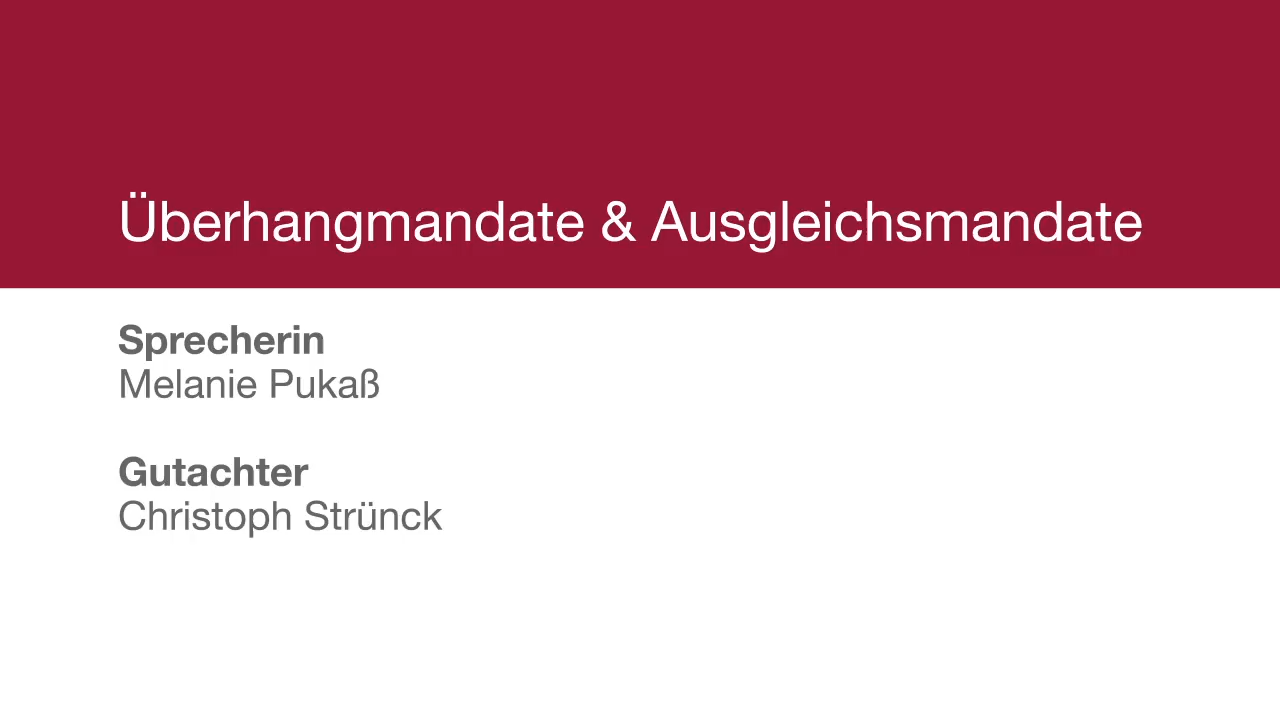 Überhangmandate & Ausgleichsmandate
Sprecherin
Melanie Pukaß
Gutachter
Christoph Strünck